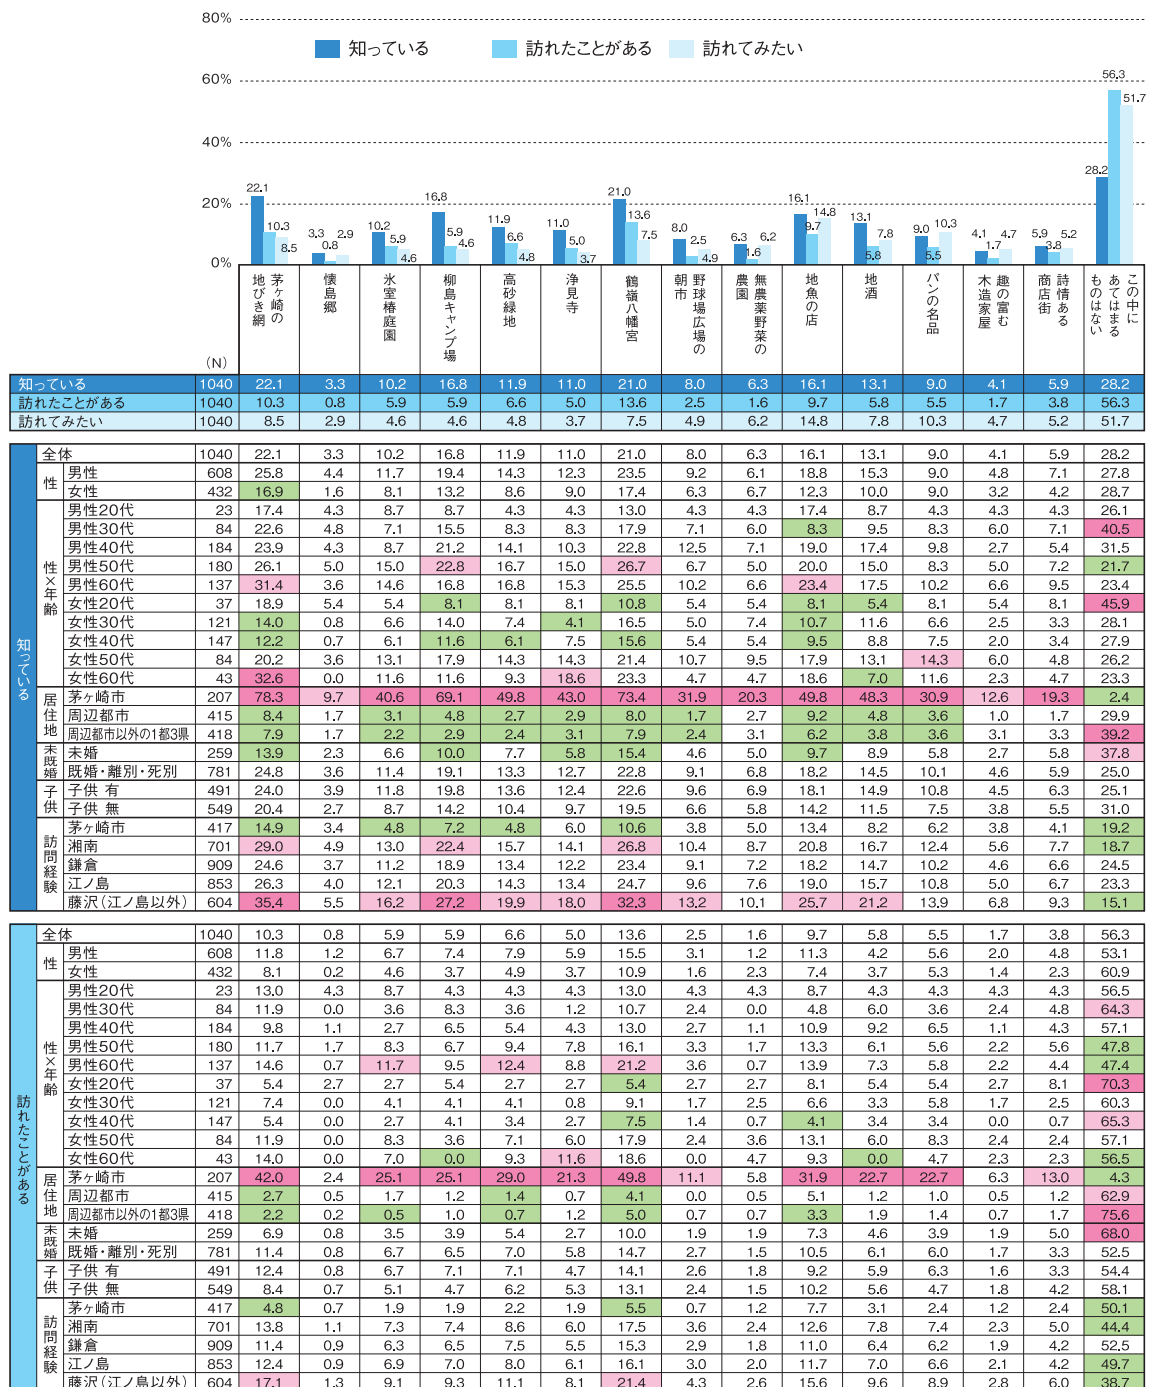 80%
知っている 訪れたことがある 訪れてみたい
60%
56.3
51.7
40%
28.2
22.1
16.8
21.0
16.1
14.8
20%
10.3 8.5 3.3 0.8 2.9 10.2 5.9 4.6 5.9 4.6 11.9 6.6 4.8 11.0 5.0 3.7 13.6 7.5 8.0 2.5 4.9 6.3 1.6 6.2 9.7 13.1 5.8 7.8 9.0 5.5 10.3 4.1 1.7 4.7 5.9 3.8 5.2
0%
茅ヶ崎の地びき網
懐島郷
氷室椿庭園
柳島キャンプ場
高砂緑地
浄見寺
鶴嶺八幡宮
野球場広場の朝市
無農薬野菜の農園
地魚の店
地酒
パンの名品
趣の富む木造家屋
詩情ある商店街
この中にあてはまるものはない
(N)
知っている 1040 22.1 3.3 10.2 16.8 11.9 11.0 21.0 8.0 6.3 16.1 13.1 9.0 4.1 5.9 28.2
訪れたことがある 1040 10.3 0.8 5.9 5.9 6.6 5.0 13.6 2.5 1.6 9.7 5.8 5.5 1.7 3.8 56.3
訪れてみたい 1040 8.5 2.9 4.6 4.6 4.8 3.7 7.5 4.9 6.2 14.8 7.8 10.3 4.7 5.2 51.7
知っている
全体 1040 22.1 3.3 10.2 16.8 11.9 11.0 21.0 8.0 6.3 16.1 13.1 9.0 4.1 5.9 28.2
性
男性 608 25.8 4.4 11.7 19.4 14.3 12.3 23.5 9.2 6.1 18.8 15.3 9.0 4.8 7.1 27.8
女性 432 16.9 1.6 8.1 13.2 8.6 9.0 17.4 6.3 6.7 12.3 10.0 9.0 3.2 4.2 28.7
性×年齢
男性20代 23 17.4 4.3 8.7 8.7 4.3 4.3 13.0 4.3 4.3 17.4 8.7 4.3 4.3 4.3 26.1
男性30代 84 22.6 4.8 7.1 15.5 8.3 8.3 17.9 7.1 6.0 8.3 9.5 8.3 6.0 7.1 40.5
男性40代 184 23.9 4.3 8.7 21.2 14.1 10.3 22.8 12.5 7.1 19.0 17.4 9.8 2.7 5.4 31.5
男性50代 180 26.1 5.0 15.0 22.8 16.7 15.0 26.7 6.7 5.0 20.0 15.0 8.3 5.0 7.2 21.7
男性60代 137 31.4 3.6 14.6 16.8 16.8 15.3 25.5 10.2 6.6 23.4 17.5 10.2 6.6 9.5 23.4
女性20代 37 18.9 5.4 5.4 8.1 8.1 8.1 10.8 5.4 5.4 8.1 5.4 8.1 5.4 8.1 45.9
女性30代 121 14.0 0.8 6.6 14.0 7.4 4.1 16.5 5.0 7.4 10.7 11.6 6.6 2.5 3.3 28.1
女性40代 147 12.2 0.7 6.1 11.6 6.1 7.5 15.6 5.4 5.4 9.5 8.8 7.5 2.0 3.4 27.9
女性50代 84 20.2 3.6 13.1 17.9 14.3 14.3 21.4 10.7 9.5 17.9 13.1 14.3 6.0 4.8 26.2
女性60代 43 32.6 0.0 11.6 11.6 9.3 18.6 23.3 4.7 4.7 18.6 7.0 11.6 2.3 4.7 23.3
居住地
茅ヶ崎市 207 78.3 9.7 40.6 69.1 49.8 43.0 73.4 31.9 20.3 49.8 48.3 30.9 12.6 19.3 2.4
周辺都市 415 8.4 1.7 3.1 4.8 2.7 2.9 8.0 1.7 2.7 9.2 4.8 3.6 1.0 1.7 29.9
周辺都市以外の1都3県 418 7.9 1.7 2.2 2.9 2.4 3.1 7.9 2.4 3.1 6.2 3.8 3.6 3.1 3.3 39.2
未既婚
未婚 259 13.9 2.3 6.6 10.0 7.7 5.8 15.4 4.6 5.0 9.7 8.9 5.8 2.7 5.8 37.8
既婚・離別・死別 781 24.8 3.6 11.4 19.1 13.3 12.7 22.8 9.1 6.8 18.2 14.5 10.1 4.6 5.9 25.0
子供
子供 有 491 24.0 3.9 11.8 19.8 13.6 12.4 22.6 9.6 6.9 18.1 14.9 10.8 4.5 6.3 25.1
子供 無 549 20.4 2.7 8.7 14.2 10.4 9.7 19.5 6.6 5.8 14.2 11.5 7.5 3.8 5.5 31.0
訪問経験
茅ヶ崎市 417 14.9 3.4 4.8 7.2 4.8 6.0 10.6 3.8 5.0 13.4 8.2 6.2 3.8 4.1 19.2
湘南 701 29.0 4.9 13.0 22.4 15.7 14.1 26.8 10.4 8.7 20.8 16.7 12.4 5.6 7.7 18.7
鎌倉 909 24.6 3.7 11.2 18.9 13.4 12.2 23.4 9.1 7.2 18.2 14.7 10.2 4.6 6.6 24.5
江ノ島 853 26.3 4.0 12.1 20.3 14.3 13.4 24.7 9.6 7.6 19.0 15.7 10.8 5.0 6.7 23.3
藤沢(江ノ島以外) 604 35.4 5.5 16.2 27.2 19.9 18.0 32.3 13.2 10.1 25.7 21.2 13.9 6.8 9.3 15.1
訪れたことがある
全体 1040 10.3 0.8 5.9 5.9 6.6 5.0 13.6 2.5 1.6 9.7 5.8 5.5 1.7 3.8 56.3
性
男性 608 11.8 1.2 6.7 7.4 7.9 5.9 15.5 3.1 1.2 11.3 4.2 5.6 2.0 4.8 53.1
女性 432 8.1 0.2 4.6 3.7 4.9 3.7 10.9 1.6 2.3 7.4 3.7 5.3 1.4 2.3 60.9
性×年齢
男性20代 23 13.0 4.3 8.7 4.3 4.3 4.3 13.0 4.3 4.3 8.7 4.3 4.3 4.3 4.3 56.5
男性30代 84 11.9 0.0 3.6 8.3 3.6 1.2 10.7 2.4 0.0 4.8 6.0 3.6 2.4 4.8 64.3
男性40代 184 9.8 1.1 2.7 6.5 5.4 4.3 13.0 2.7 1.1 10.9 9.2 6.5 1.1 4.3 57.1
男性50代 180 11.7 1.7 8.3 6.7 9.4 7.8 16.1 3.3 1.7 13.3 6.1 5.6 2.2 5.6 47.8
男性60代 137 14.6 0.7 11.7 9.5 12.4 8.8 21.2 3.6 0.7 13.9 7.3 5.8 2.2 4.4 47.4
女性20代 37 5.4 2.7 2.7 5.4 2.7 2.7 5.4 2.7 2.7 8.1 5.4 5.4 2.7 8.1 70.3
女性30代 121 7.4 0.0 4.1 4.1 4.1 0.8 9.1 1.7 2.5 6.6 3.3 5.8 1.7 2.5 60.3
女性40代 147 5.4 0.0 2.7 4.1 3.4 2.7 7.5 1.4 0.7 4.1 3.4 3.4 0.0 0.7 65.3
女性50代 84 11.9 0.0 8.3 3.6 7.1 6.0 17.9 2.4 3.6 13.1 6.0 8.3 2.4 2.4 57.1
女性60代 43 14.0 0.0 7.0 0.0 9.3 11.6 18.6 0.0 4.7 9.3 0.0 4.7 2.3 2.3 56.5
居住地
茅ヶ崎市 207 42.0 2.4 25.1 25.1 29.0 21.3 49.8 11.1 5.8 31.9 22.7 22.7 6.3 13.0 4.3
周辺都市 415 2.7 0.5 1.7 1.2 1.4 0.7 4.1 0.0 0.5 5.1 1.2 1.0 0.5 1.2 62.9
周辺都市以外の1都3県 418 2.2 0.2 0.5 1.0 0.7 1.2 5.0 0.7 0.7 3.3 1.9 1.4 0.7 1.7 75.6
未既婚
未婚 259 6.9 0.8 3.5 3.9 5.4 2.7 10.0 1.9 1.9 7.3 4.6 3.9 1.9 5.0 68.0
既婚・離別・死別 781 11.4 0.8 6.7 6.5 7.0 5.8 14.7 2.7 1.5 10.5 6.1 6.0 1.7 3.3 52.5
子供
子供 有 491 12.4 0.8 6.7 7.1 7.1 4.7 14.1 2.6 1.8 9.2 5.9 6.3 1.6 3.3 54.4
子供 無 549 8.4 0.7 5.1 4.7 6.2 5.3 13.1 2.4 1.5 10.2 5.6 4.7 1.8 4.2 58.1
訪問経験
茅ヶ崎市 417 4.8 0.7 1.9 1.9 2.2 1.9 5.5 0.7 1.2 7.7 3.1 2.4 1.2 2.4 50.1
湘南 701 13.8 1.1 7.3 7.4 8.6 6.0 17.5 3.6 2.4 12.6 7.8 7.4 2.3 5.0 44.4
鎌倉 909 11.4 0.9 6.3 6.5 7.5 5.5 15.3 2.9 1.8 11.0 6.4 6.2 1.9 4.2 52.5
江ノ島 853 12.4 0.9 6.9 7.0 8.0 6.1 16.1 3.0 2.0 11.7 7.0 6.6 2.1 4.2 49.7
藤沢(江ノ島以外) 604 17.1 1.3 9.1 9.3 11.1 8.1 21.4 4.3 2.6 15.6 9.6 8.9 2.8 6.0 38.7